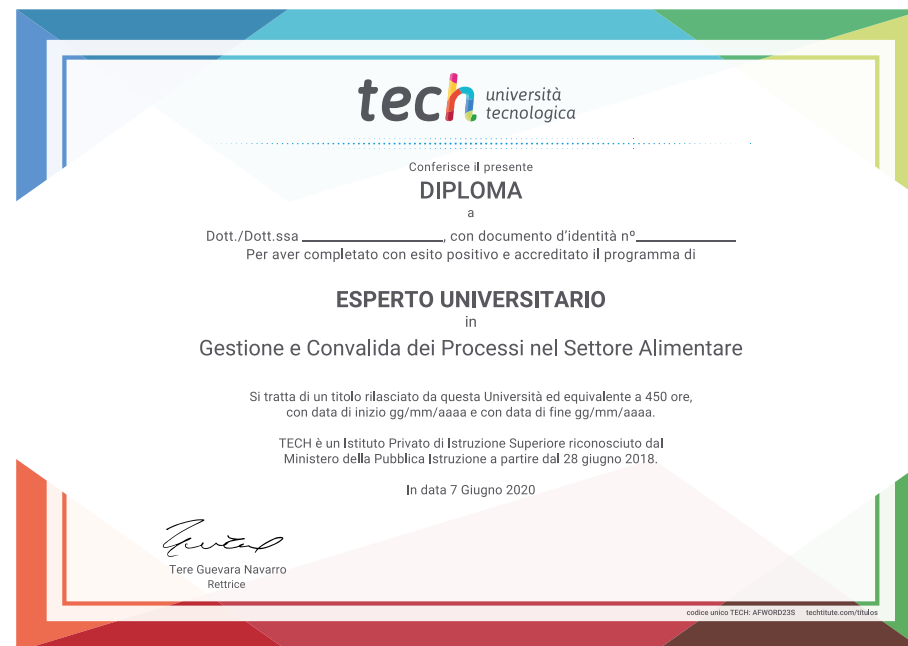 tech università
tecnologica
Conferisce il presente
DIPLOMA
a
Dott./Dott.ssa ____________________, con documento d'identità nº______________
Per aver completato con esito positivo e accreditato il programma di
ESPERTO UNIVERSITARIO
in
Gestione e Convalida dei Processi nel Settore Alimentare
Si tratta di un titolo rilasciato da questa Università ed equivalente a 450 ore,
con data di inizio gg/mm/aaaa e con data di fine gg/mm/aaaa.
TECH è un Istituto Privato di Istruzione Superiore riconosciuto dal
Ministero della Pubblica Istruzione a partire dal 28 giugno 2018.
In data 7 Giugno 2020
Tere Guevara Navarro
Rettrice
codice unico TECH: AFWORD23S techtitute.com/titulos